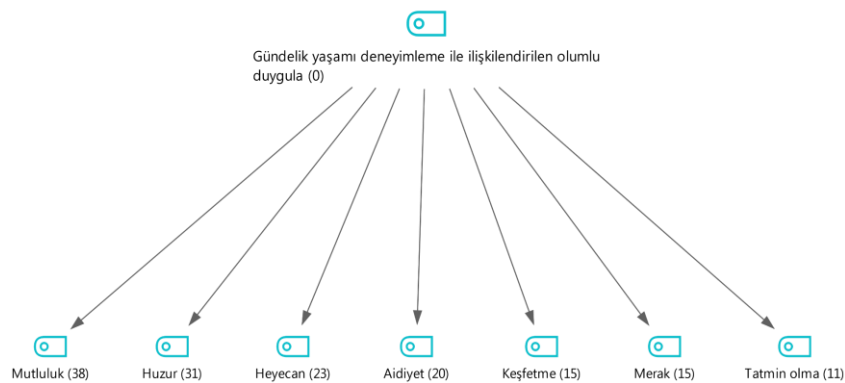 Gündelik yaşamı deneyimleme ile ilişkilendirilen olumlu
duygula (0)
Mutluluk (38)
Huzur (31)
Heyecan (23)
Aidiyet (20)
Keşfetme (15)
Merak (15)
Tatmin olma (11)